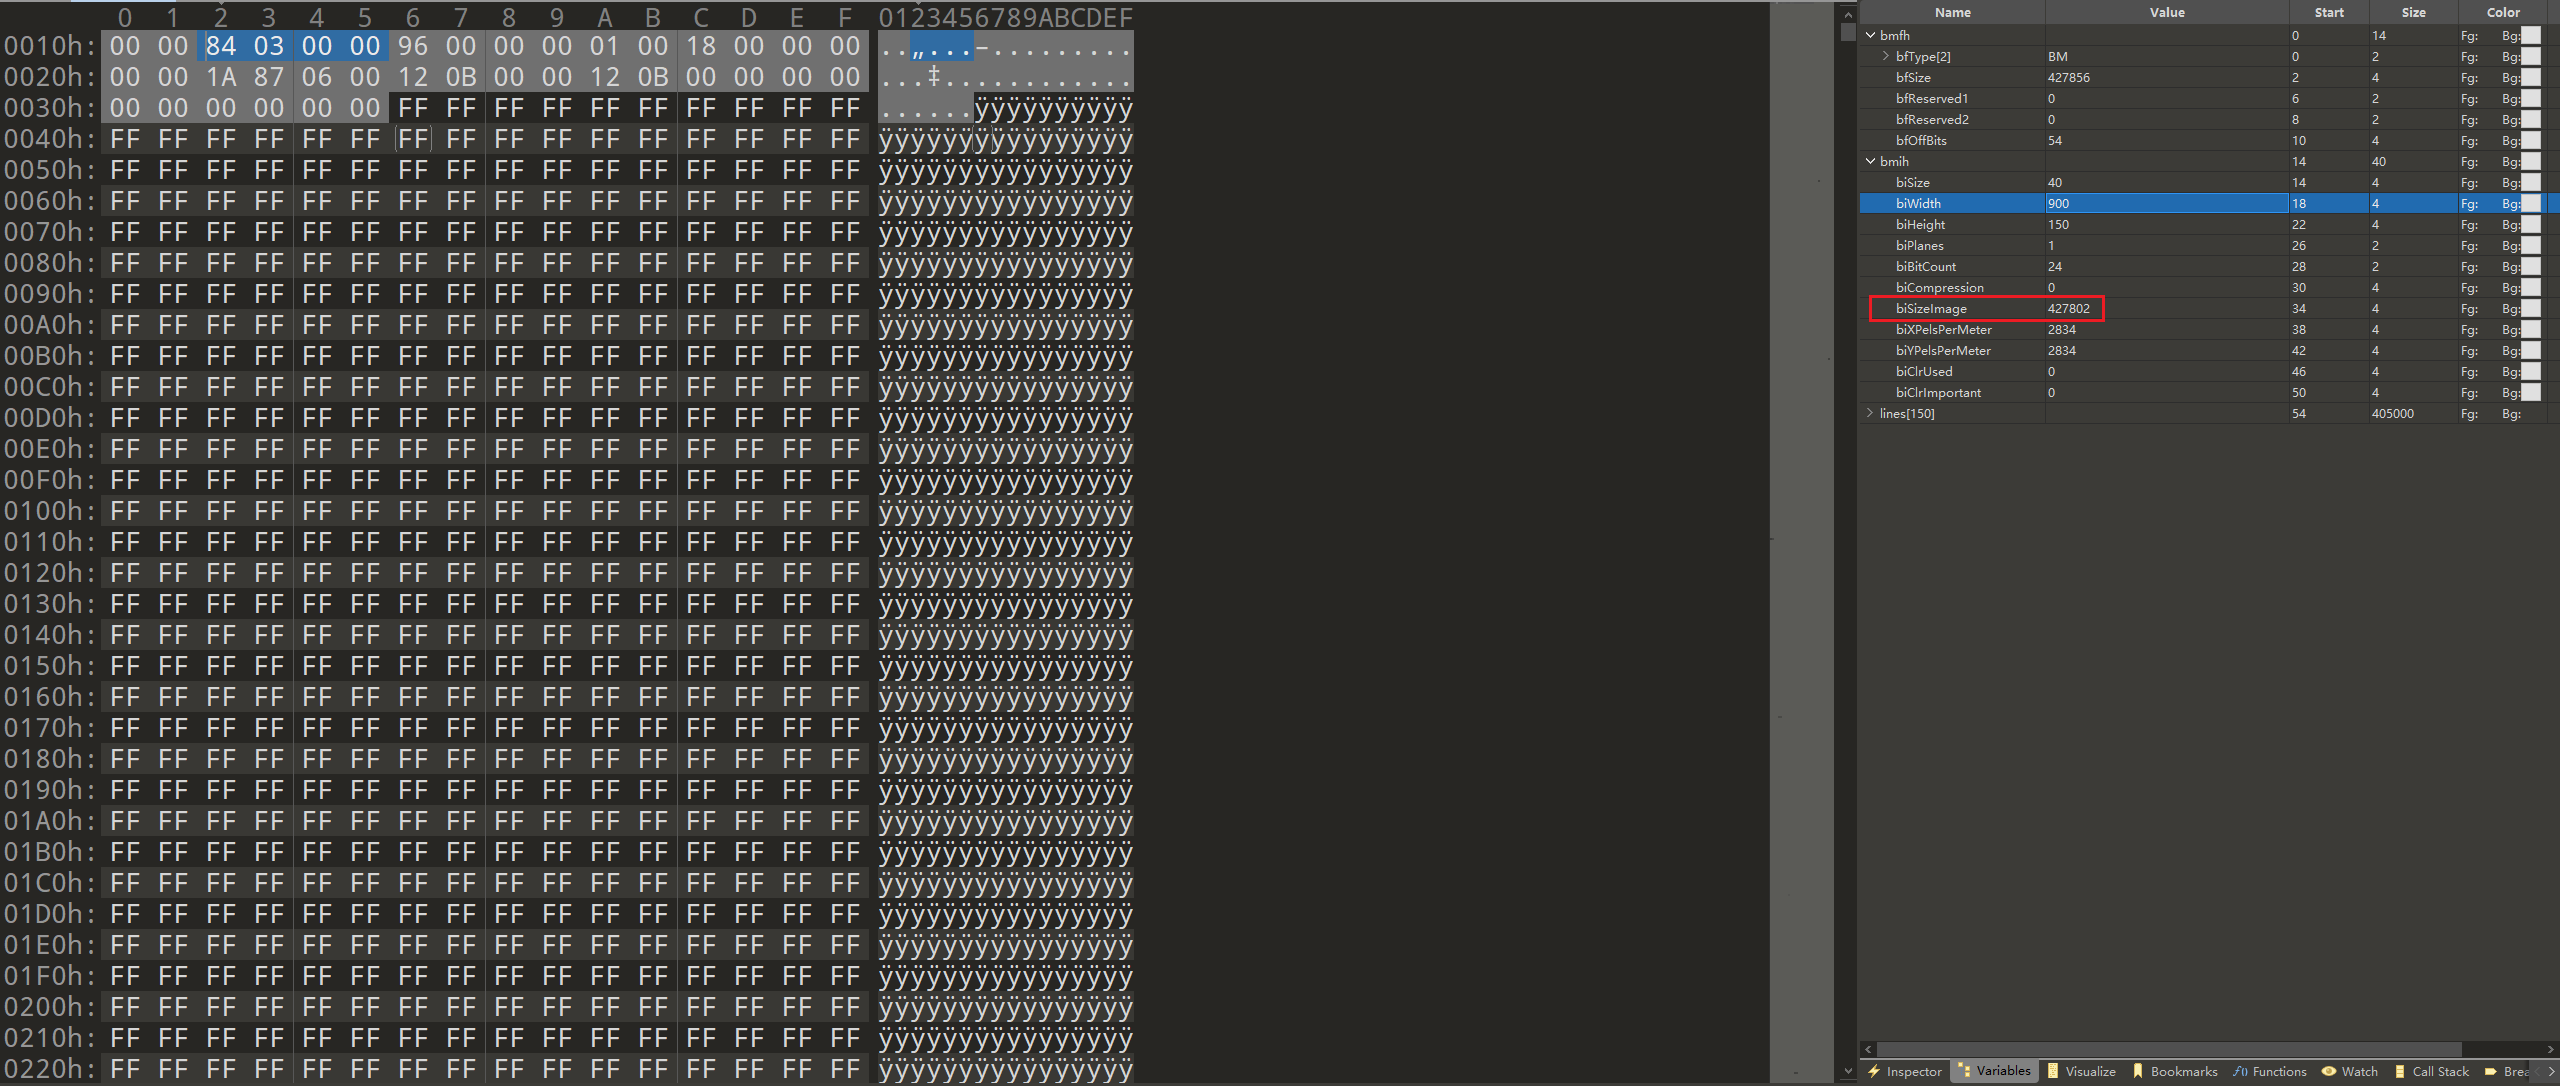 0 1 2 3 4 5 6 7 8 9 A B C D E F 0123456789ABCDEF
0010h: 00 00 84 03 00 00 96 00 00 00 01 00 18 00 00 00 ..„...–.........
0020h: 00 00 1A 87 06 00 12 0B 00 00 12 0B 00 00 00 00 ...‡............
0030h: 00 00 00 00 00 00 FF FF FF FF FF FF FF FF FF FF ......ÿÿÿÿÿÿÿÿÿÿ
0040h: FF FF FF FF FF FF FF FF FF FF FF FF FF FF FF FF ÿÿÿÿÿÿÿÿÿÿÿÿÿÿÿÿ
0050h: FF FF FF FF FF FF FF FF FF FF FF FF FF FF FF FF ÿÿÿÿÿÿÿÿÿÿÿÿÿÿÿÿ
0060h: FF FF FF FF FF FF FF FF FF FF FF FF FF FF FF FF ÿÿÿÿÿÿÿÿÿÿÿÿÿÿÿÿ
0070h: FF FF FF FF FF FF FF FF FF FF FF FF FF FF FF FF ÿÿÿÿÿÿÿÿÿÿÿÿÿÿÿÿ
0080h: FF FF FF FF FF FF FF FF FF FF FF FF FF FF FF FF ÿÿÿÿÿÿÿÿÿÿÿÿÿÿÿÿ
0090h: FF FF FF FF FF FF FF FF FF FF FF FF FF FF FF FF ÿÿÿÿÿÿÿÿÿÿÿÿÿÿÿÿ
00A0h: FF FF FF FF FF FF FF FF FF FF FF FF FF FF FF FF ÿÿÿÿÿÿÿÿÿÿÿÿÿÿÿÿ
00B0h: FF FF FF FF FF FF FF FF FF FF FF FF FF FF FF FF ÿÿÿÿÿÿÿÿÿÿÿÿÿÿÿÿ
00C0h: FF FF FF FF FF FF FF FF FF FF FF FF FF FF FF FF ÿÿÿÿÿÿÿÿÿÿÿÿÿÿÿÿ
00D0h: FF FF FF FF FF FF FF FF FF FF FF FF FF FF FF FF ÿÿÿÿÿÿÿÿÿÿÿÿÿÿÿÿ
00E0h: FF FF FF FF FF FF FF FF FF FF FF FF FF FF FF FF ÿÿÿÿÿÿÿÿÿÿÿÿÿÿÿÿ
00F0h: FF FF FF FF FF FF FF FF FF FF FF FF FF FF FF FF ÿÿÿÿÿÿÿÿÿÿÿÿÿÿÿÿ
0100h: FF FF FF FF FF FF FF FF FF FF FF FF FF FF FF FF ÿÿÿÿÿÿÿÿÿÿÿÿÿÿÿÿ
0110h: FF FF FF FF FF FF FF FF FF FF FF FF FF FF FF FF ÿÿÿÿÿÿÿÿÿÿÿÿÿÿÿÿ
0120h: FF FF FF FF FF FF FF FF FF FF FF FF FF FF FF FF ÿÿÿÿÿÿÿÿÿÿÿÿÿÿÿÿ
0130h: FF FF FF FF FF FF FF FF FF FF FF FF FF FF FF FF ÿÿÿÿÿÿÿÿÿÿÿÿÿÿÿÿ
0140h: FF FF FF FF FF FF FF FF FF FF FF FF FF FF FF FF ÿÿÿÿÿÿÿÿÿÿÿÿÿÿÿÿ
0150h: FF FF FF FF FF FF FF FF FF FF FF FF FF FF FF FF ÿÿÿÿÿÿÿÿÿÿÿÿÿÿÿÿ
0160h: FF FF FF FF FF FF FF FF FF FF FF FF FF FF FF FF ÿÿÿÿÿÿÿÿÿÿÿÿÿÿÿÿ
0170h: FF FF FF FF FF FF FF FF FF FF FF FF FF FF FF FF ÿÿÿÿÿÿÿÿÿÿÿÿÿÿÿÿ
0180h: FF FF FF FF FF FF FF FF FF FF FF FF FF FF FF FF ÿÿÿÿÿÿÿÿÿÿÿÿÿÿÿÿ
0190h: FF FF FF FF FF FF FF FF FF FF FF FF FF FF FF FF ÿÿÿÿÿÿÿÿÿÿÿÿÿÿÿÿ
01A0h: FF FF FF FF FF FF FF FF FF FF FF FF FF FF FF FF ÿÿÿÿÿÿÿÿÿÿÿÿÿÿÿÿ
01B0h: FF FF FF FF FF FF FF FF FF FF FF FF FF FF FF FF ÿÿÿÿÿÿÿÿÿÿÿÿÿÿÿÿ
01C0h: FF FF FF FF FF FF FF FF FF FF FF FF FF FF FF FF ÿÿÿÿÿÿÿÿÿÿÿÿÿÿÿÿ
01D0h: FF FF FF FF FF FF FF FF FF FF FF FF FF FF FF FF ÿÿÿÿÿÿÿÿÿÿÿÿÿÿÿÿ
01E0h: FF FF FF FF FF FF FF FF FF FF FF FF FF FF FF FF ÿÿÿÿÿÿÿÿÿÿÿÿÿÿÿÿ
01F0h: FF FF FF FF FF FF FF FF FF FF FF FF FF FF FF FF ÿÿÿÿÿÿÿÿÿÿÿÿÿÿÿÿ
0200h: FF FF FF FF FF FF FF FF FF FF FF FF FF FF FF FF ÿÿÿÿÿÿÿÿÿÿÿÿÿÿÿÿ
0210h: FF FF FF FF FF FF FF FF FF FF FF FF FF FF FF FF ÿÿÿÿÿÿÿÿÿÿÿÿÿÿÿÿ
0220h: FF FF FF FF FF FF FF FF FF FF FF FF FF FF FF FF ÿÿÿÿÿÿÿÿÿÿÿÿÿÿÿÿ
Name Value Start Size Color
bmfh 0 14 Fg: Bg:
bfType[2] BM 0 2 Fg: Bg:
bfSize 427856 2 4 Fg: Bg:
bfReserved1 0 6 2 Fg: Bg:
bfReserved2 0 8 2 Fg: Bg:
bfOffBits 54 10 4 Fg: Bg:
bmih 14 40 Fg: Bg:
biSize 40 14 4 Fg: Bg:
biWidth 900 18 4 Fg: Bg:
biHeight 150 22 4 Fg: Bg:
biPlanes 1 26 2 Fg: Bg:
biBitCount 24 28 2 Fg: Bg:
biCompression 0 30 4 Fg: Bg:
biSizeImage 427802 34 4 Fg: Bg:
biXPelsPerMeter 2834 38 4 Fg: Bg:
biYPelsPerMeter 2834 42 4 Fg: Bg:
biClrUsed 0 46 4 Fg: Bg:
biClrImportant 0 50 4 Fg: Bg:
lines[150] 54 405000 Fg: Bg:
Inspector Variables Visualize Bookmarks f() Functions Watch Call Stack Brea